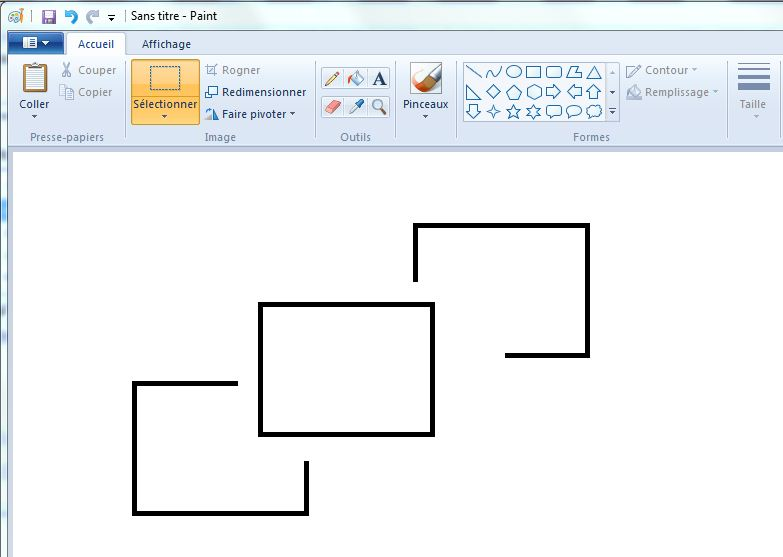 Sans titre - Paint
Accueil Affichage
Coller
Couper
Copier
Presse-papiers
Sélectionner
Rogner
Redimensionner
Faire pivoter
Image
A
Outils
Pinceaux
Formes
Contour
Remplissage
Taille